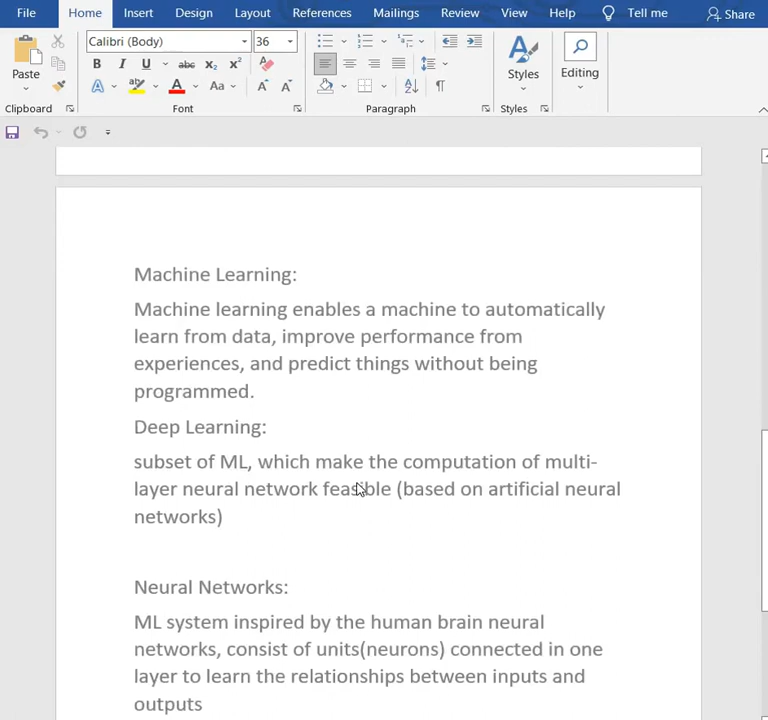 File Home Insert Design Layout References Mailings Review View Help Tell me Share
Calibri (Body) 36
Paste
Styles
Editing
Clipboard Font Paragraph Styles
Machine Learning:
Machine learning enables a machine to automatically
learn from data, improve performance from
experiences, and predict things without being
programmed.
Deep Learning:
subset of ML, which make the computation of multi-
layer neural network feasible (based on artificial neural
networks)
Neural Networks:
ML system inspired by the human brain neural
networks, consist of units(neurons) connected in one
layer to learn the relationships between inputs and
outputs